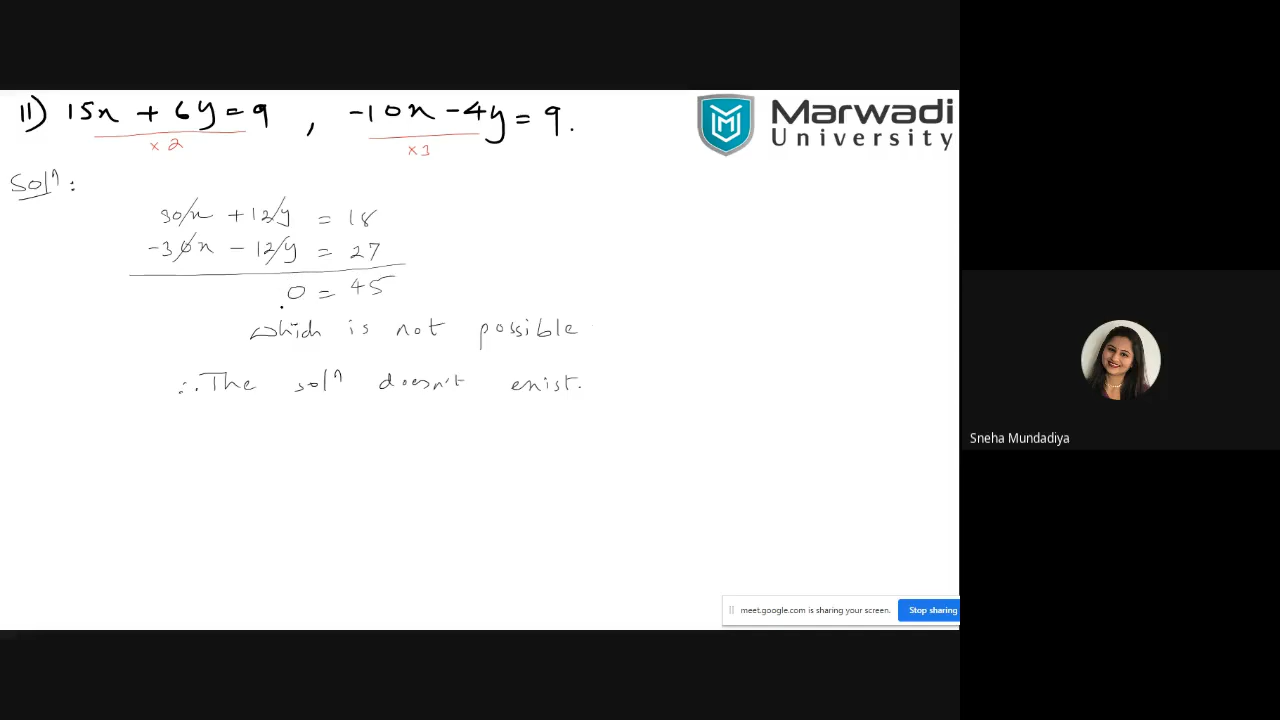 11) 15x + 6y = 9 , -10x - 4y = 9.
x 2 x 3
Marwadi
University
Solⁿ:
30x + 12y = 18
-30x - 12y = 27
0 = 45
which is not possible
∴ The solⁿ doesn't exist.
Sneha Mundadiya
meet.google.com is sharing your screen.
Stop sharing